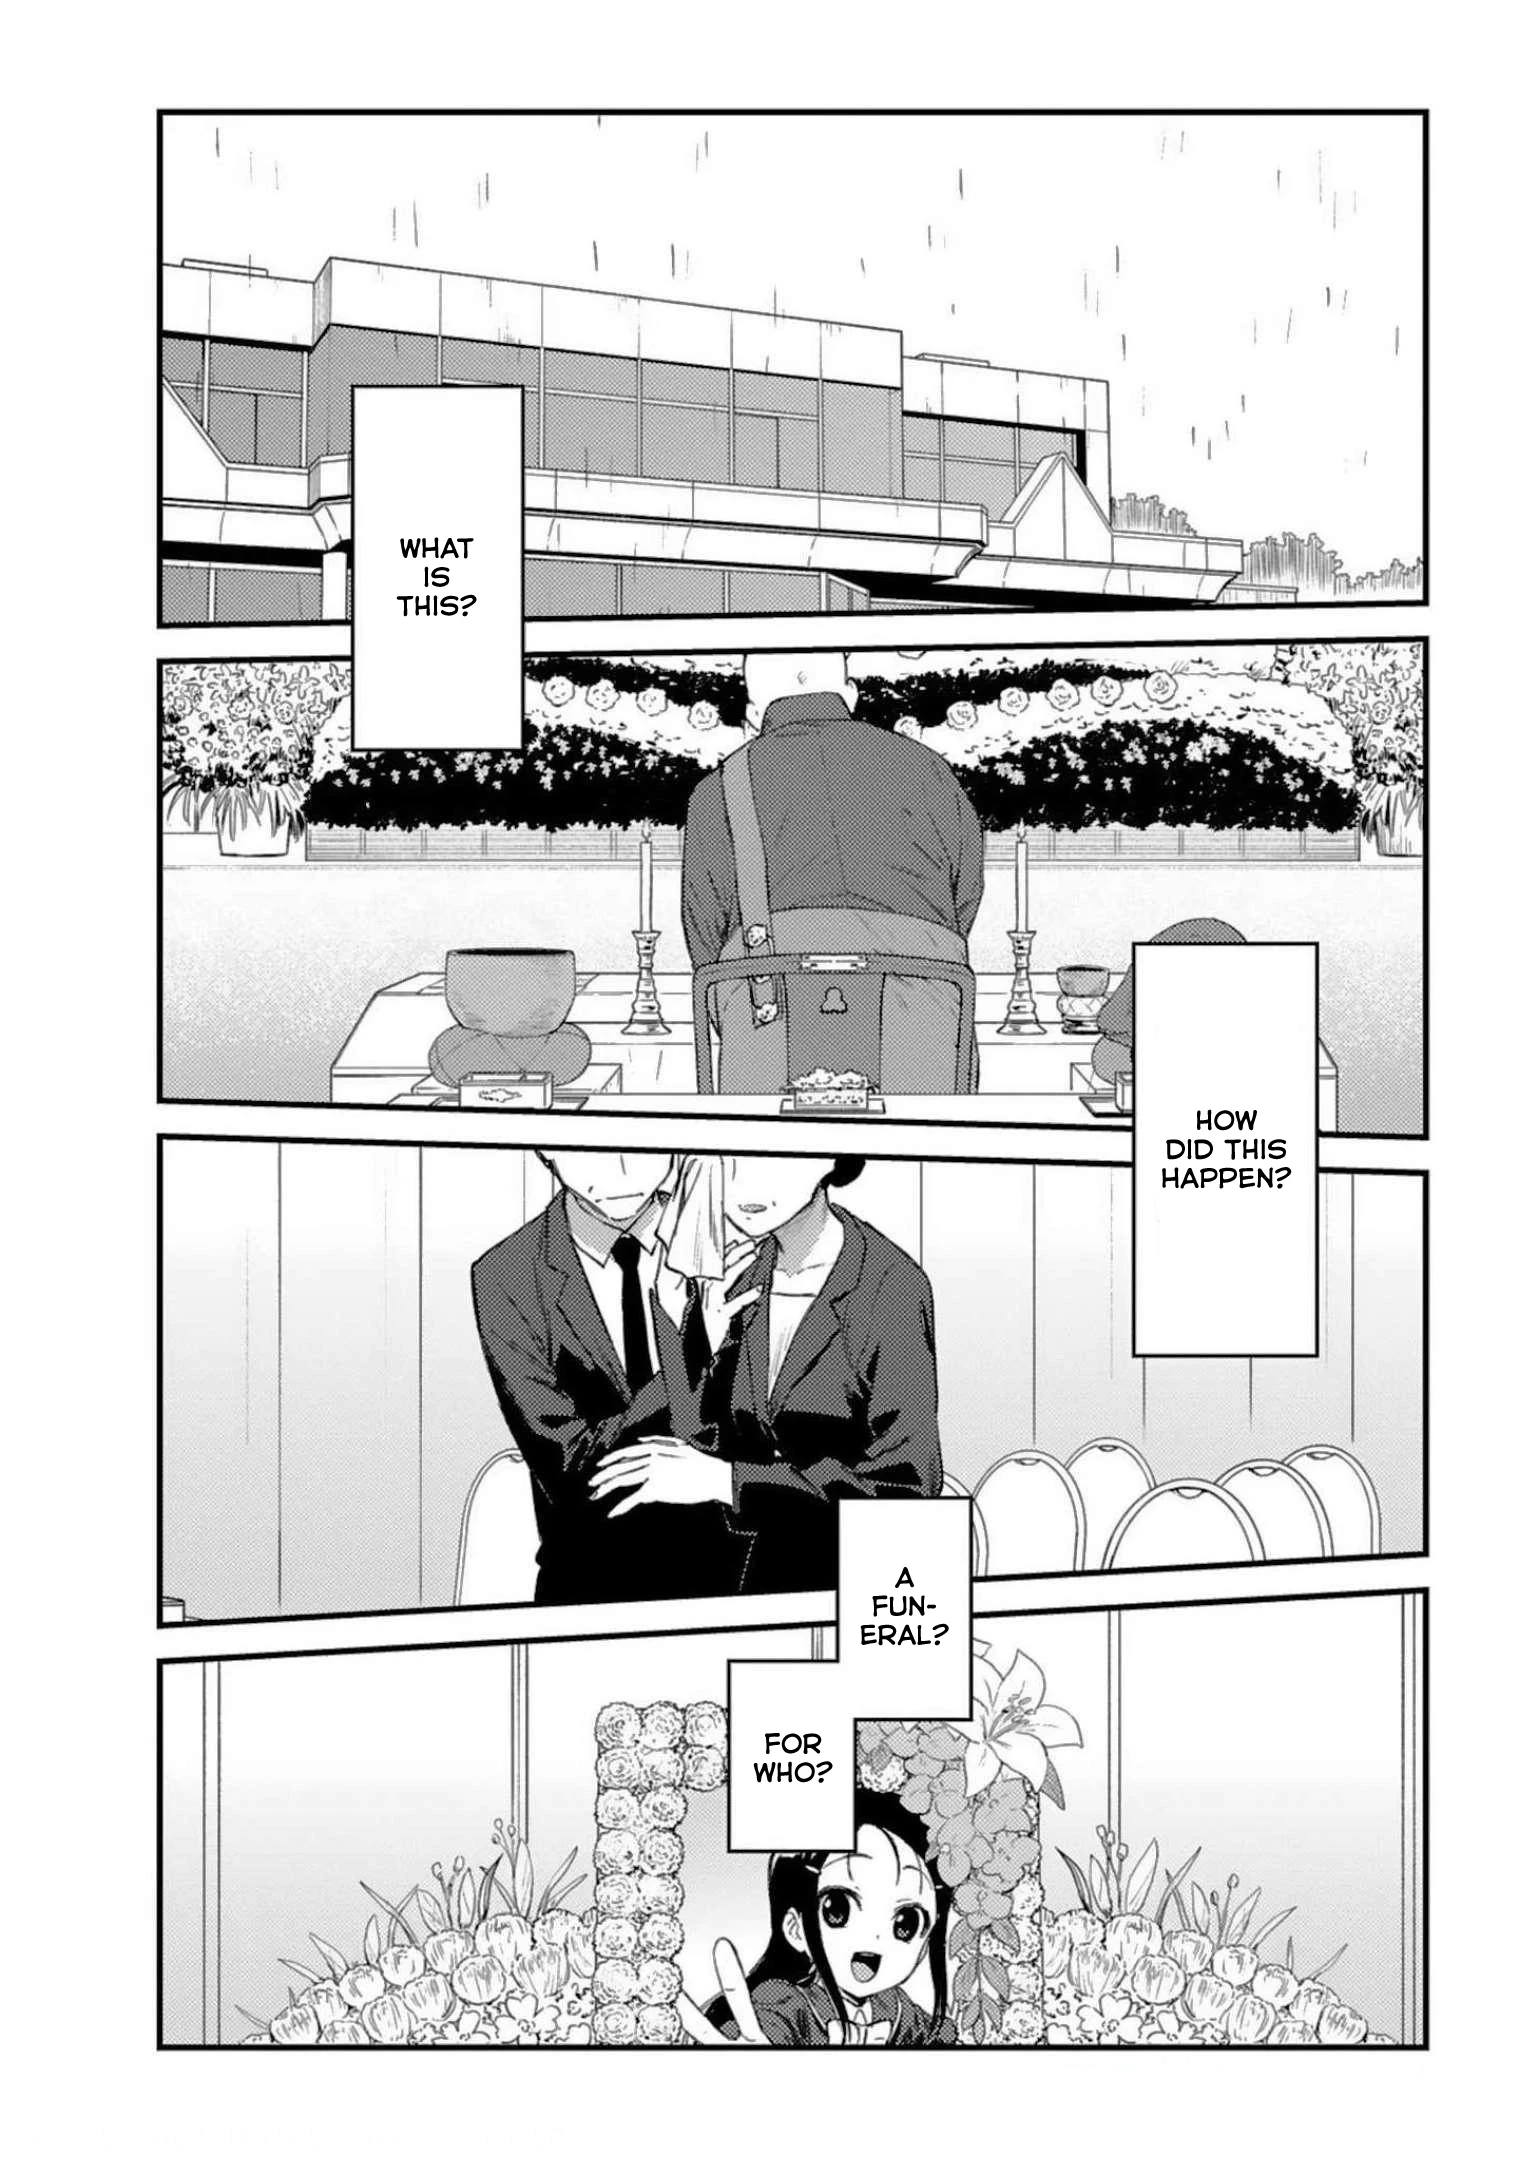 WHAT
IS
THIS?
HOW
DID THIS
HAPPEN?
A
FUN-
ERAL?
FOR
WHO?